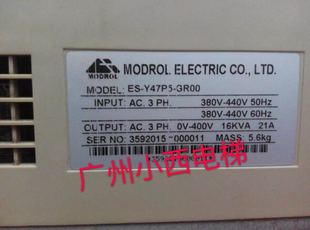 MODROL
MODROL ELECTRIC CO., LTD.
MODEL: ES-Y47P5-GR00
INPUT: AC. 3 PH. 380V-440V 50Hz
380V-440V 60Hz
OUTPUT: AC. 3 PH. 0V-400V 16KVA 21A
SER NO: 3592015 000011 MASS: 5.6kg
广州小西电梯